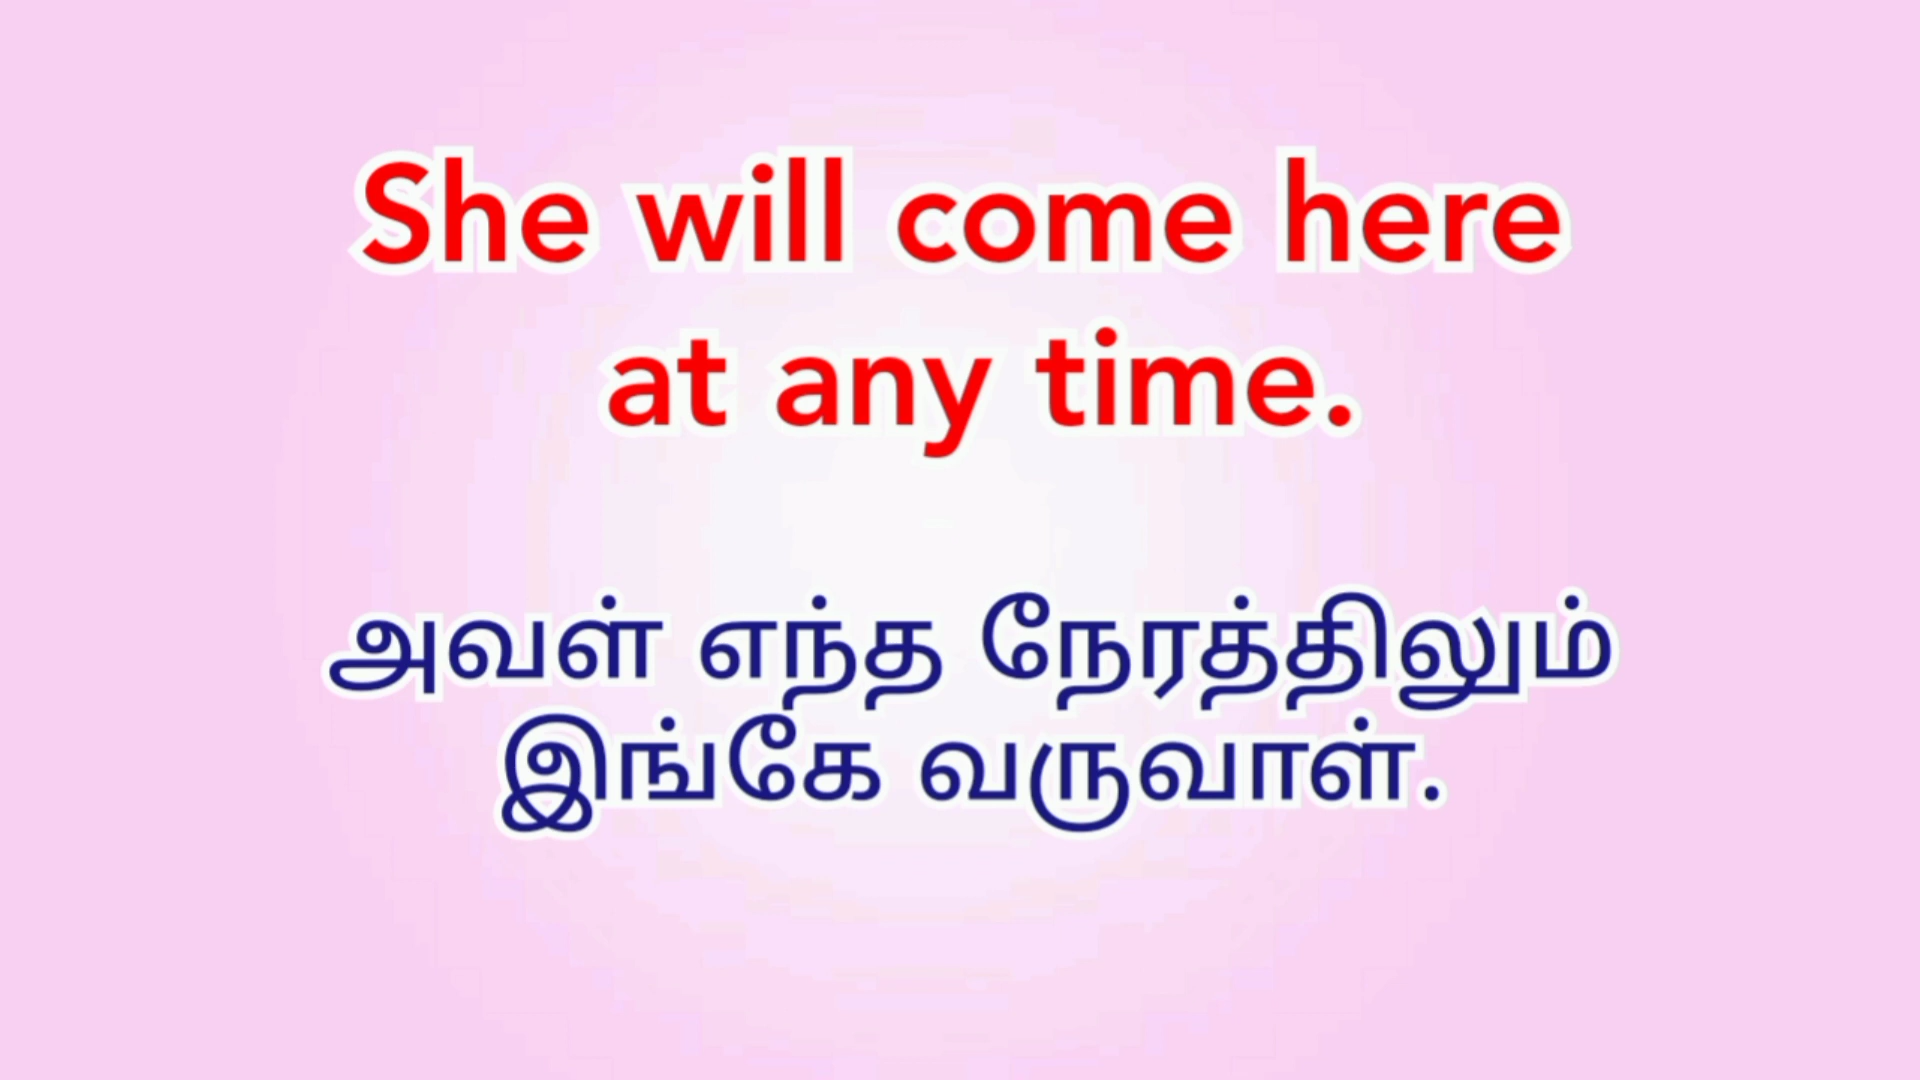 She will come here
at any time.
அவள் எந்த நேரத்திலும்
இங்கே வருவாள்.